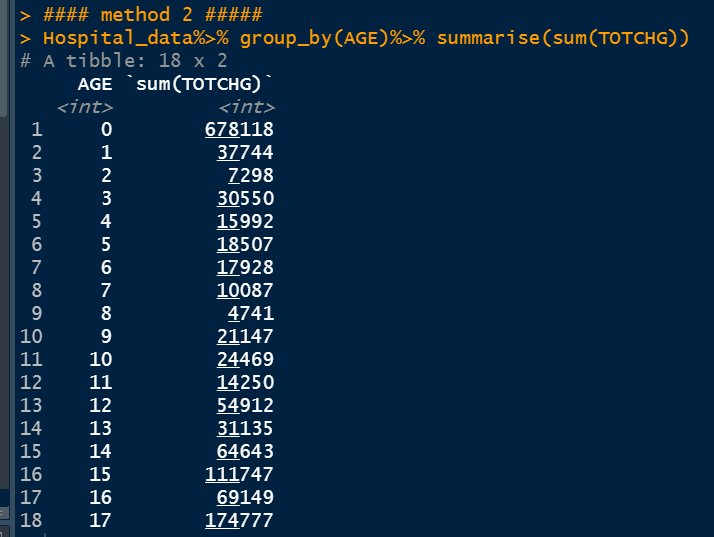 > #### method 2 #####
> Hospital_data%>% group_by(AGE)%>% summarise(sum(TOTCHG))
# A tibble: 18 x 2
AGE `sum(TOTCHG)`
<int> <int>
1 0 678118
2 1 37744
3 2 7298
4 3 30550
5 4 15992
6 5 18507
7 6 17928
8 7 10087
9 8 4741
10 9 21147
11 10 24469
12 11 14250
13 12 54912
14 13 31135
15 14 64643
16 15 111747
17 16 69149
18 17 174777